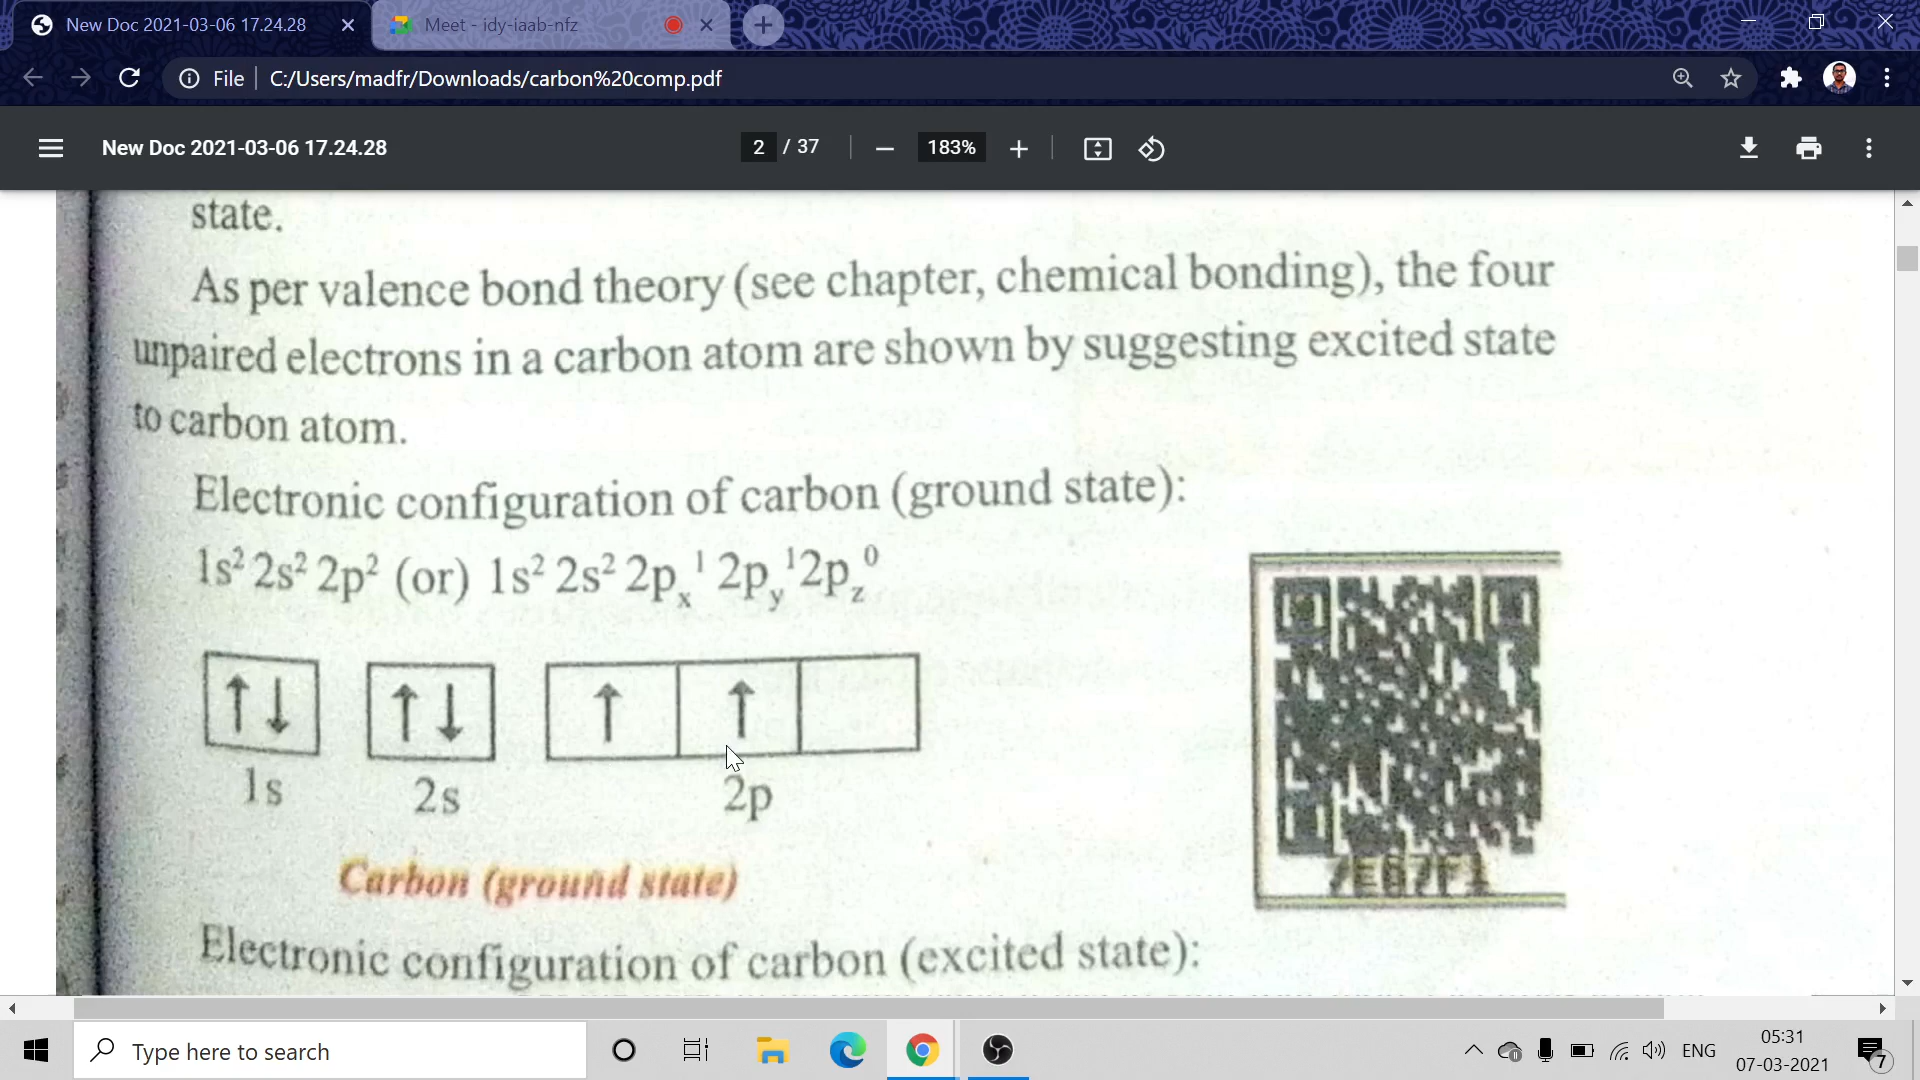 New Doc 2021-03-06 17.24.28
Meet - idy-iaab-nfz
File
C:/Users/madfr/Downloads/carbon%20comp.pdf
New Doc 2021-03-06 17.24.28
2 / 37
183%
state.
As per valence bond theory (see chapter, chemical bonding), the four
unpaired electrons in a carbon atom are shown by suggesting excited state
to carbon atom.
Electronic configuration of carbon (ground state):
1s² 2s² 2p² (or) 1s² 2s² 2pₓ¹ 2pᵧ¹2p_z⁰
↑↓ ↑↓ ↑ ↑
1s 2s 2p
Carbon (ground state)
7E67F1
Electronic configuration of carbon (excited state):
Type here to search
ENG
05:31
07-03-2021
7